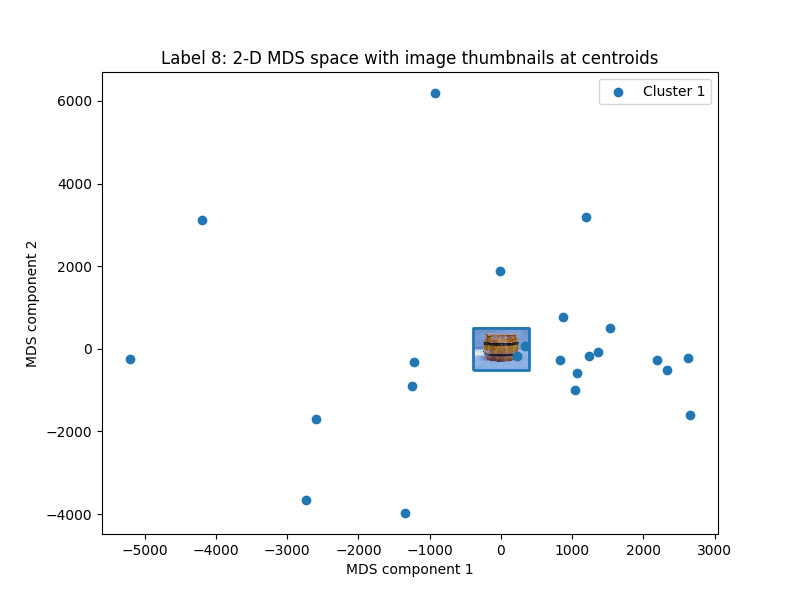 Label 8: 2-D MDS space with image thumbnails at centroids
Cluster 1
6000
4000
2000
0
−2000
−4000
MDS component 2
−5000 −4000 −3000 −2000 −1000 0 1000 2000 3000
MDS component 1